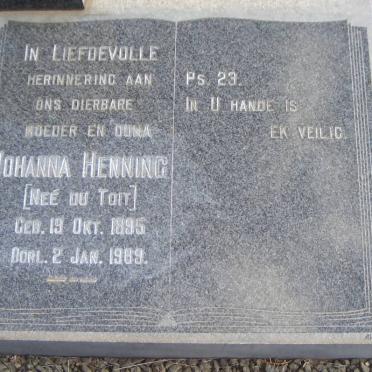 In Liefdevolle
herinnering aan
ons dierbare
moeder en ouma
Johanna Henning
[Neé du Toit]
Geb. 19 Okt. 1895
Oorl. 2 Jan. 1989.
Ps. 23.
In U hande is
ek veilig.